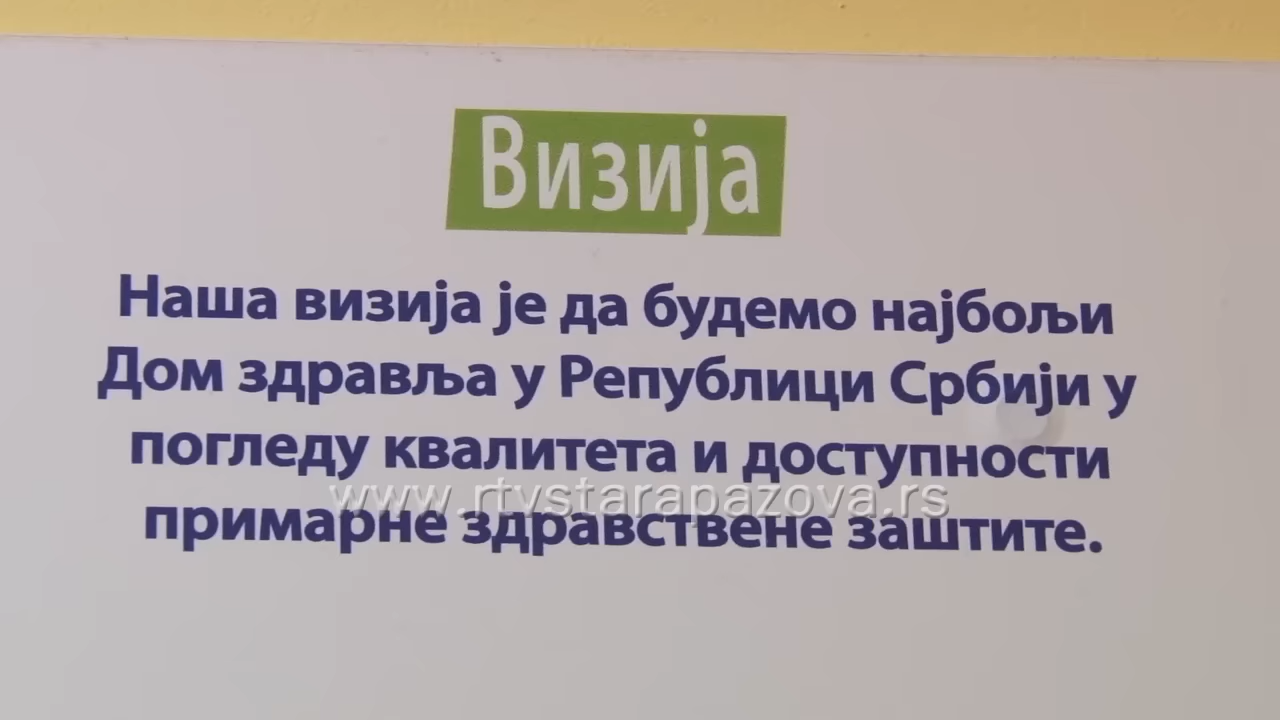 Визија
Наша визија је да будемо најбољи
Дом здравља у Републици Србији у
погледу квалитета и доступности
www.rtvstarapazova.rs
примарне здравствене заштите.